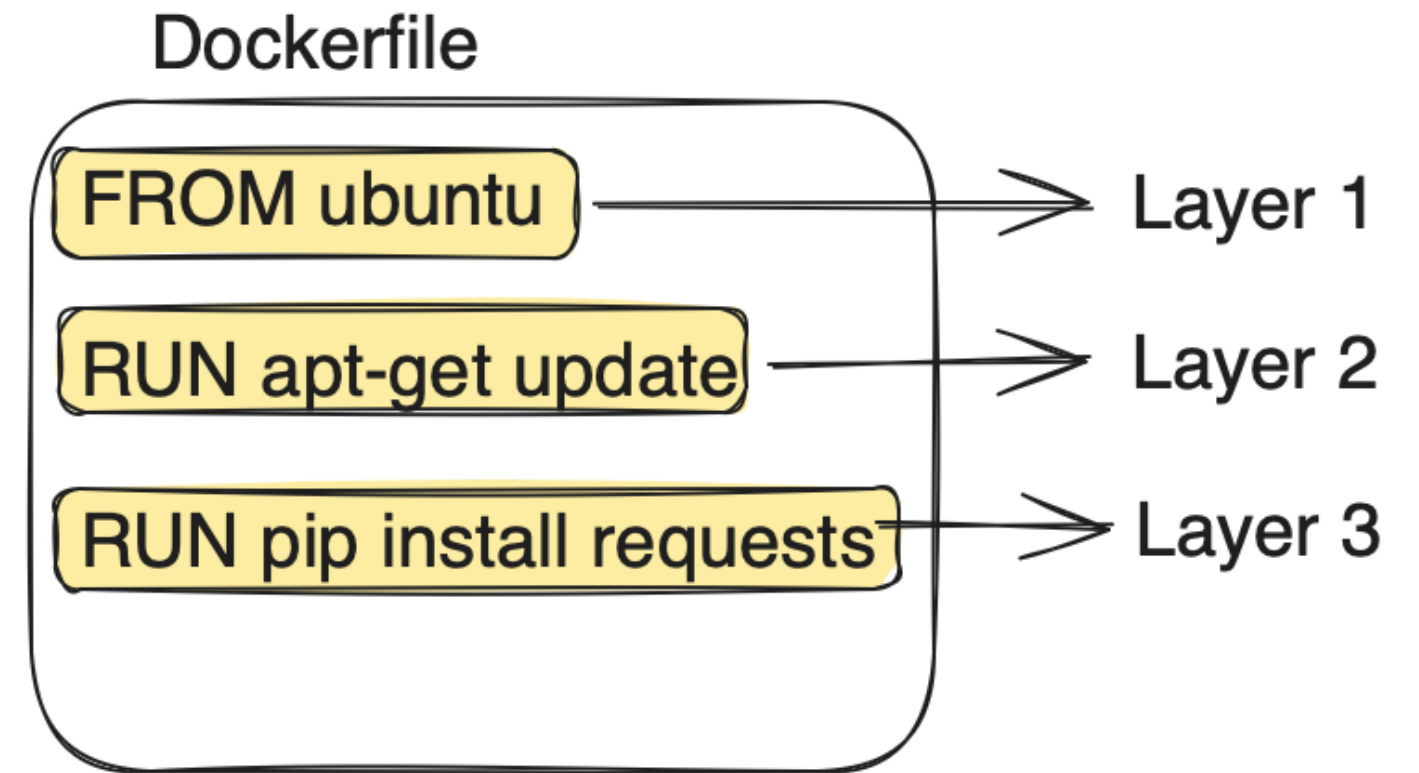 Dockerfile
FROM ubuntu
Layer 1
RUN apt-get update
Layer 2
RUN pip install requests
Layer 3